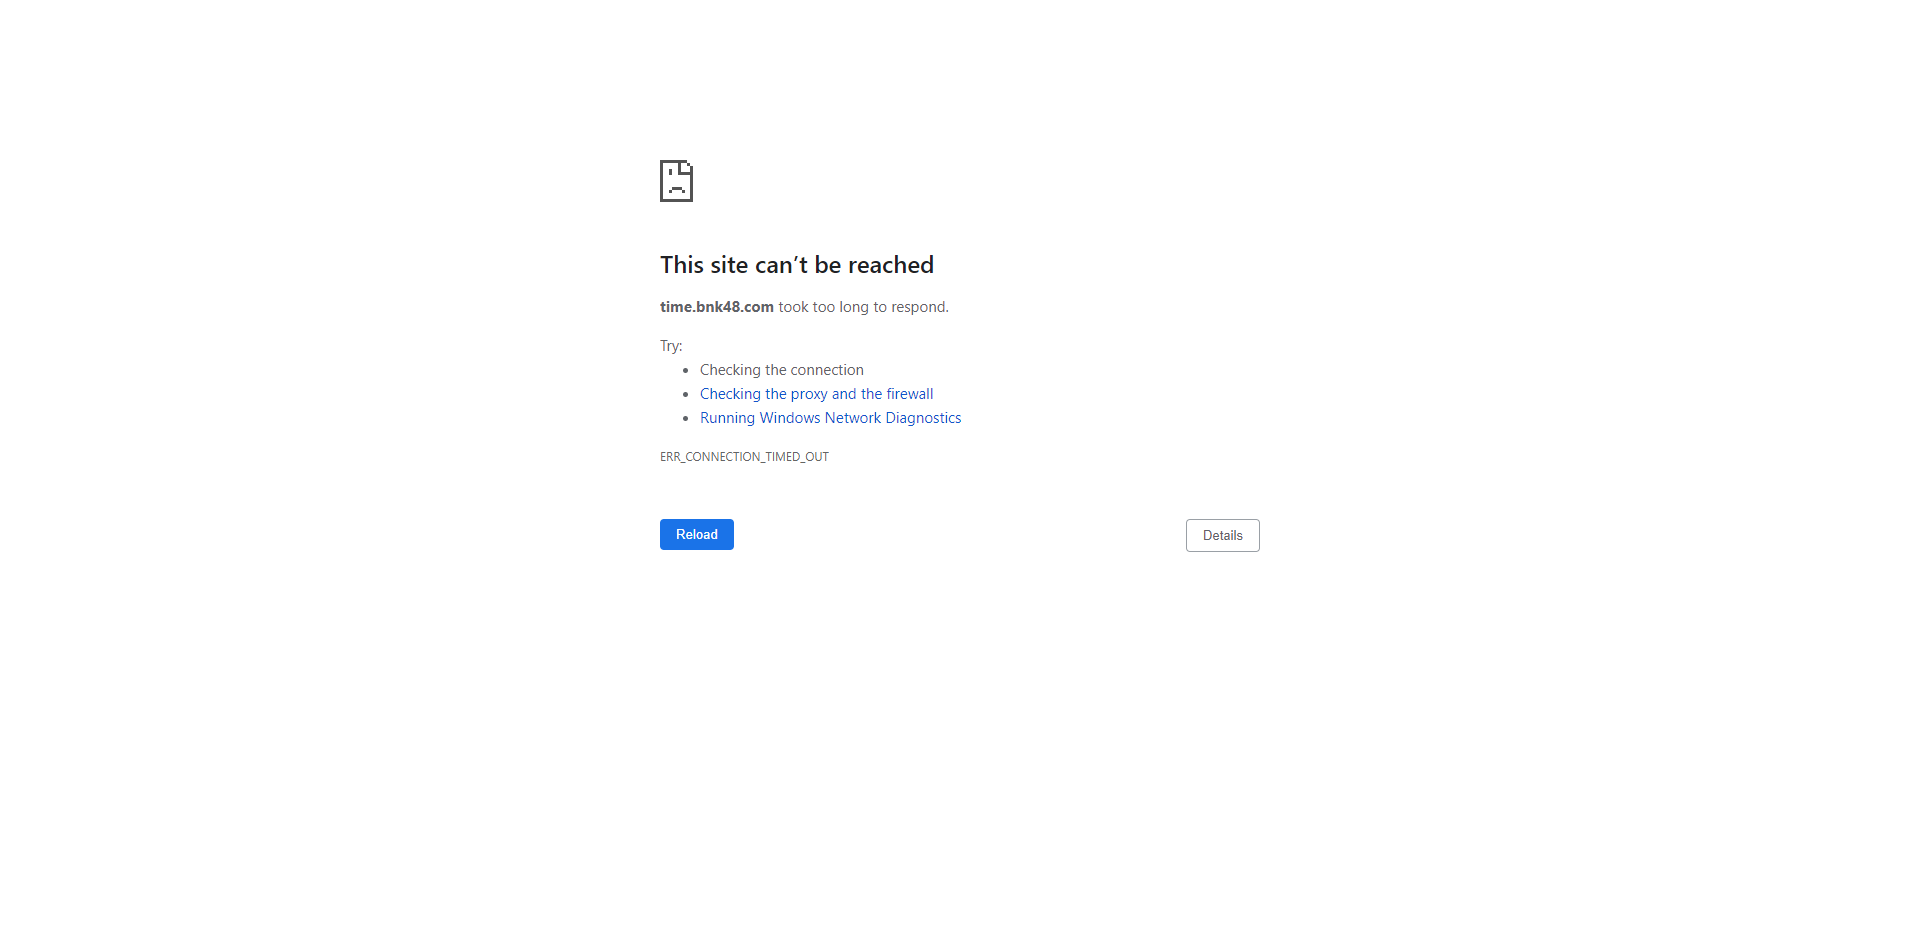 This site can’t be reached
time.bnk48.com took too long to respond.
Try:
Checking the connection
Checking the proxy and the firewall
Running Windows Network Diagnostics
ERR_CONNECTION_TIMED_OUT
Reload
Details